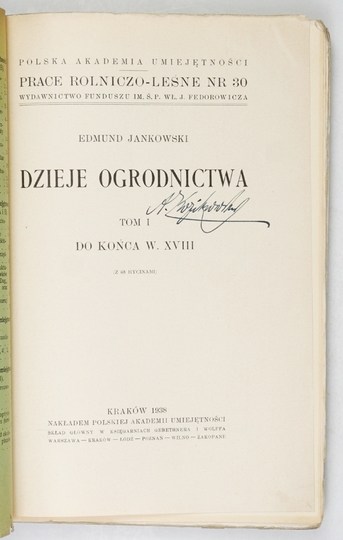 POLSKA AKADEMIA UMIEJĘTNOŚCI
PRACE ROLNICZO-LEŚNE NR 30
WYDAWNICTWO FUNDUSZU IM. Ś.P. WŁ. J. FEDOROWICZA
EDMUND JANKOWSKI
DZIEJE OGRODNICTWA
TOM I
DO KOŃCA W. XVIII
(Z 48 RYCINAMI)
KRAKÓW 1938
NAKŁADEM POLSKIEJ AKADEMII UMIEJĘTNOŚCI
SKŁAD GŁÓWNY W KSIĘGARNIACH GEBETHNERA I WOLFFA
WARSZAWA — KRAKÓW — ŁÓDŹ — POZNAŃ — WILNO — ZAKOPANE